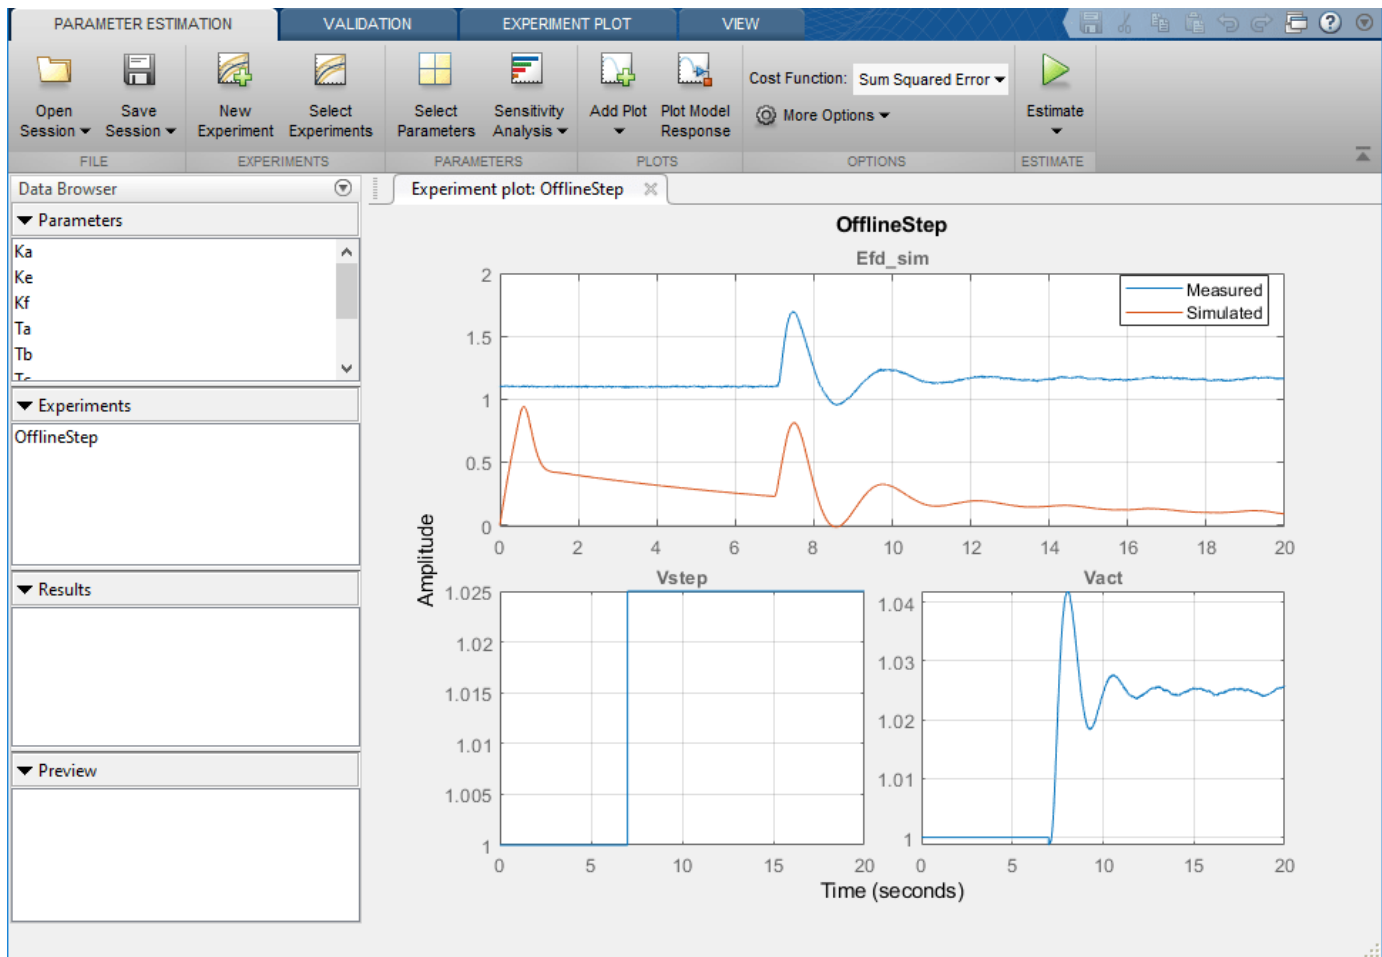 PARAMETER ESTIMATION
VALIDATION
EXPERIMENT PLOT
VIEW
Open Session
Save Session
New Experiment
Select Experiments
Select Parameters
Sensitivity Analysis
Add Plot
Plot Model Response
Cost Function: Sum Squared Error
More Options
Estimate
FILE
EXPERIMENTS
PARAMETERS
PLOTS
OPTIONS
ESTIMATE
Data Browser
Parameters
Ka
Ke
Kf
Ta
Tb
Tc
Experiments
OfflineStep
Results
Preview
Experiment plot: OfflineStep
OfflineStep
Efd_sim
2
1.5
1
0.5
0
0 2 4 6 8 10 12 14 16 18 20
Measured
Simulated
Amplitude
Vstep
1.025
1.02
1.015
1.01
1.005
1
0 5 10 15 20
Vact
1.04
1.03
1.02
1.01
1
0 5 10 15 20
Time (seconds)